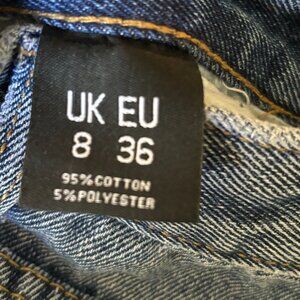 UK EU
8 36
95%COTTON
5%POLYESTER